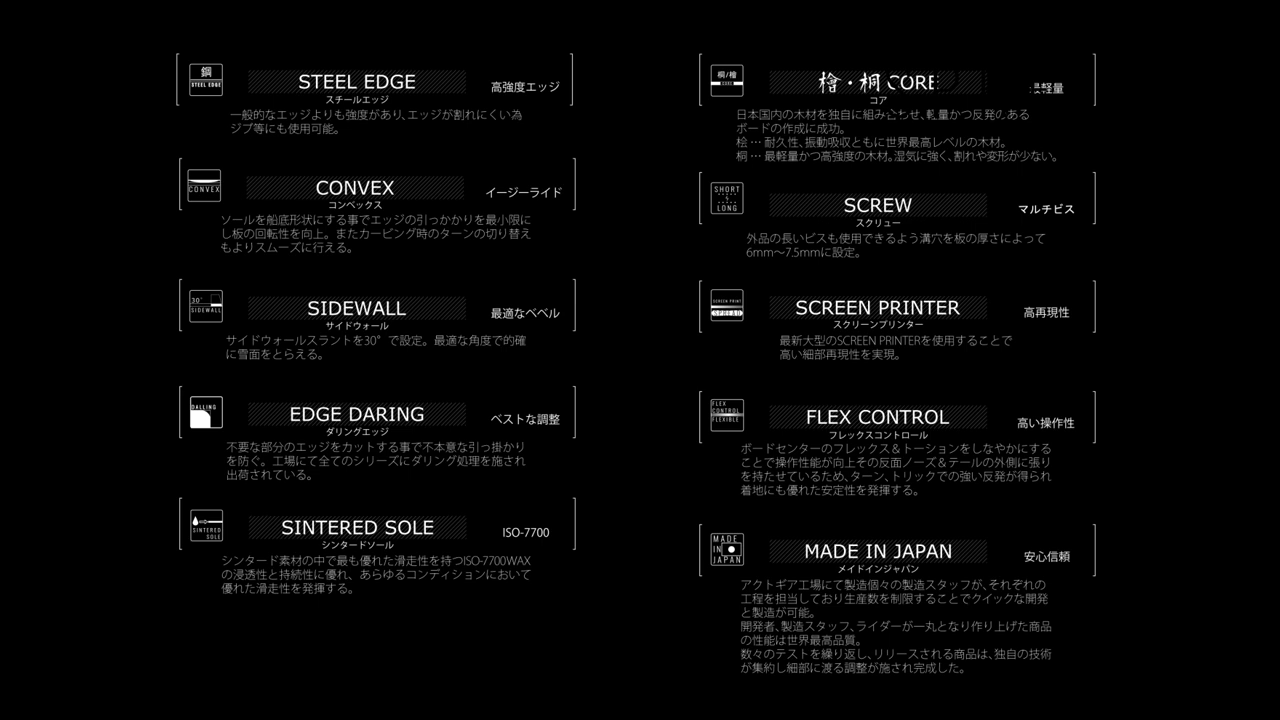 鋼
STEEL EDGE
STEEL EDGE
高強度エッジ
スチールエッジ
一般的なエッジよりも強度があり、エッジが割れにくい為
ジブ等にも使用可能。
CONVEX
CONVEX
イージーライド
コンベックス
ソールを船底形状にする事でエッジの引っかかりを最小限に
し板の回転性を向上。またカービング時のターンの切り替え
もよりスムーズに行える。
30°
SIDEWALL
SIDEWALL
最適なベベル
サイドウォール
サイドウォールスラントを30°で設定。最適な角度で的確
に雪面をとらえる。
DALLING
EDGE DARING
ベストな調整
ダリングエッジ
不要な部分のエッジをカットする事で不本意な引っ掛かり
を防ぐ。工場にて全てのシリーズにダリング処理を施され
出荷されている。
SINTERED
SOLE
SINTERED SOLE
ISO-7700
シンタードソール
シンタード素材の中で最も優れた滑走性を持つISO-7700WAX
の浸透性と持続性に優れ、あらゆるコンディションにおいて
優れた滑走性を発揮する。
桐/檜
檜・桐 CORE
軽量
コア
日本国内の木材を独自に組み合わせ、軽量かつ反発のある
ボードの作成に成功。
桧 … 耐久性、振動吸収ともに世界最高レベルの木材。
桐 … 最軽量かつ高強度の木材。湿気に強く、割れや変形が少ない。
SHORT
S
LONG
SCREW
マルチビス
スクリュー
外品の長いビスも使用できるよう溝穴を板の厚さによって
6mm〜7.5mmに設定。
SCREEN PRINT
SPREAD
SCREEN PRINTER
高再現性
スクリーンプリンター
最新大型のSCREEN PRINTERを使用することで
高い細部再現性を実現。
FLEX
CONTROL
FLEXIBLE
FLEX CONTROL
高い操作性
フレックスコントロール
ボードセンターのフレックス＆トーションをしなやかにする
ことで操作性能が向上その反面ノーズ＆テールの外側に張り
を持たせているため、ターン、トリックでの強い反発が得られ
着地にも優れた安定性を発揮する。
MADE
IN
JAPAN
MADE IN JAPAN
安心信頼
メイドインジャパン
アクトギア工場にて製造個々の製造スタッフが、それぞれの
工程を担当しており生産数を制限することでクイックな開発
と製造が可能。
開発者、製造スタッフ、ライダーが一丸となり作り上げた商品
の性能は世界最高品質。
数々のテストを繰り返し、リリースされる商品は、独自の技術
が集約し細部に渡る調整が施され完成した。